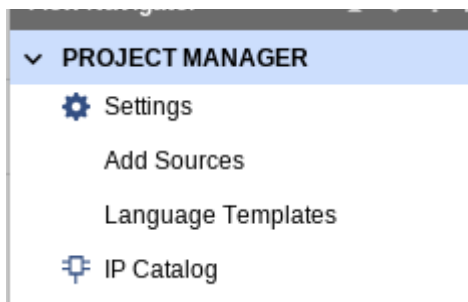 PROJECT MANAGER
Settings
Add Sources
Language Templates
IP Catalog